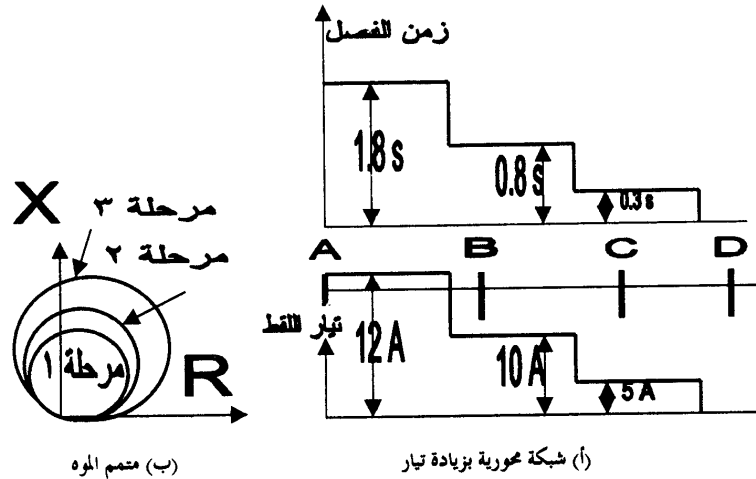 زمن الفصل
1.8 s
0.8 s
0.3 s
A B C D
تيار اللقط
12 A
10 A
5 A
X
مرحلة ٣
مرحلة ٢
مرحلة ١
R
(أ) شبكة محورية بزيادة تيار
(ب) متمم الموه